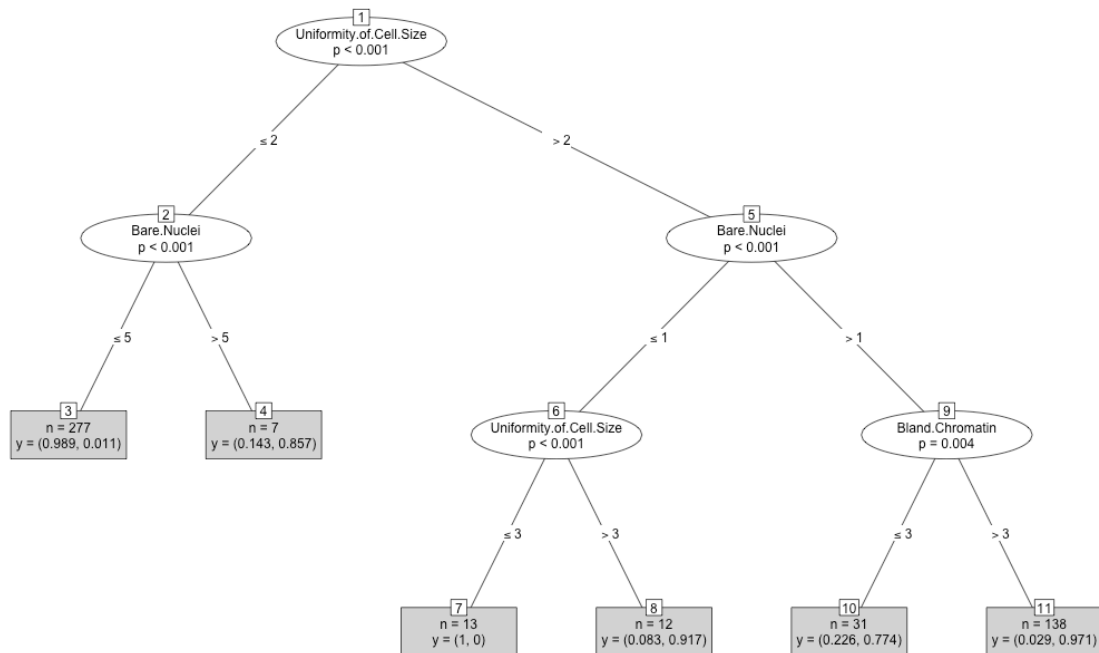 1
Uniformity.of.Cell.Size
p < 0.001
≤ 2
> 2
2
Bare.Nuclei
p < 0.001
5
Bare.Nuclei
p < 0.001
≤ 5
> 5
≤ 1
> 1
3
n = 277
y = (0.989, 0.011)
4
n = 7
y = (0.143, 0.857)
6
Uniformity.of.Cell.Size
p < 0.001
9
Bland.Chromatin
p = 0.004
≤ 3
> 3
≤ 3
> 3
7
n = 13
y = (1, 0)
8
n = 12
y = (0.083, 0.917)
10
n = 31
y = (0.226, 0.774)
11
n = 138
y = (0.029, 0.971)